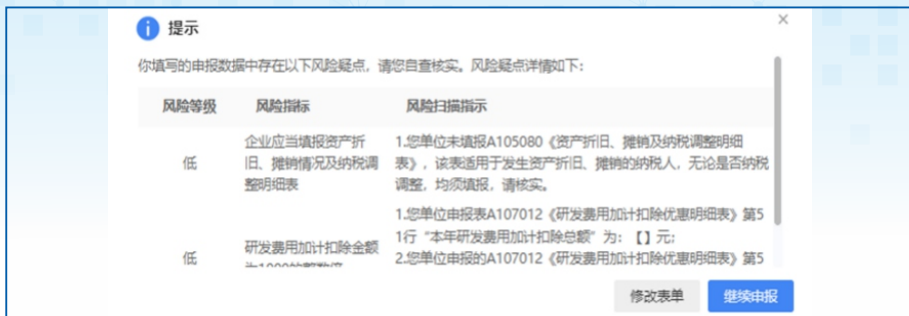 提示
你填写的申报数据中存在以下风险疑点，请您自查核实。风险疑点详情如下：
风险等级 风险指标 风险扫描指示
低
企业应当填报资产折
旧、摊销情况及纳税调
整明细表
1.您单位未填报A105080《资产折旧、摊销及纳税调整明细
表》，该表适用于发生资产折旧、摊销的纳税人，无论是否纳税
调整，均须填报，请核实。
低
研发费用加计扣除金额
为1000的整数倍
1.您单位申报表A107012《研发费用加计扣除优惠明细表》第5
1行“本年研发费用加计扣除总额”为：【】元；
2.您单位申报的A107012《研发费用加计扣除优惠明细表》第5
修改表单 继续申报